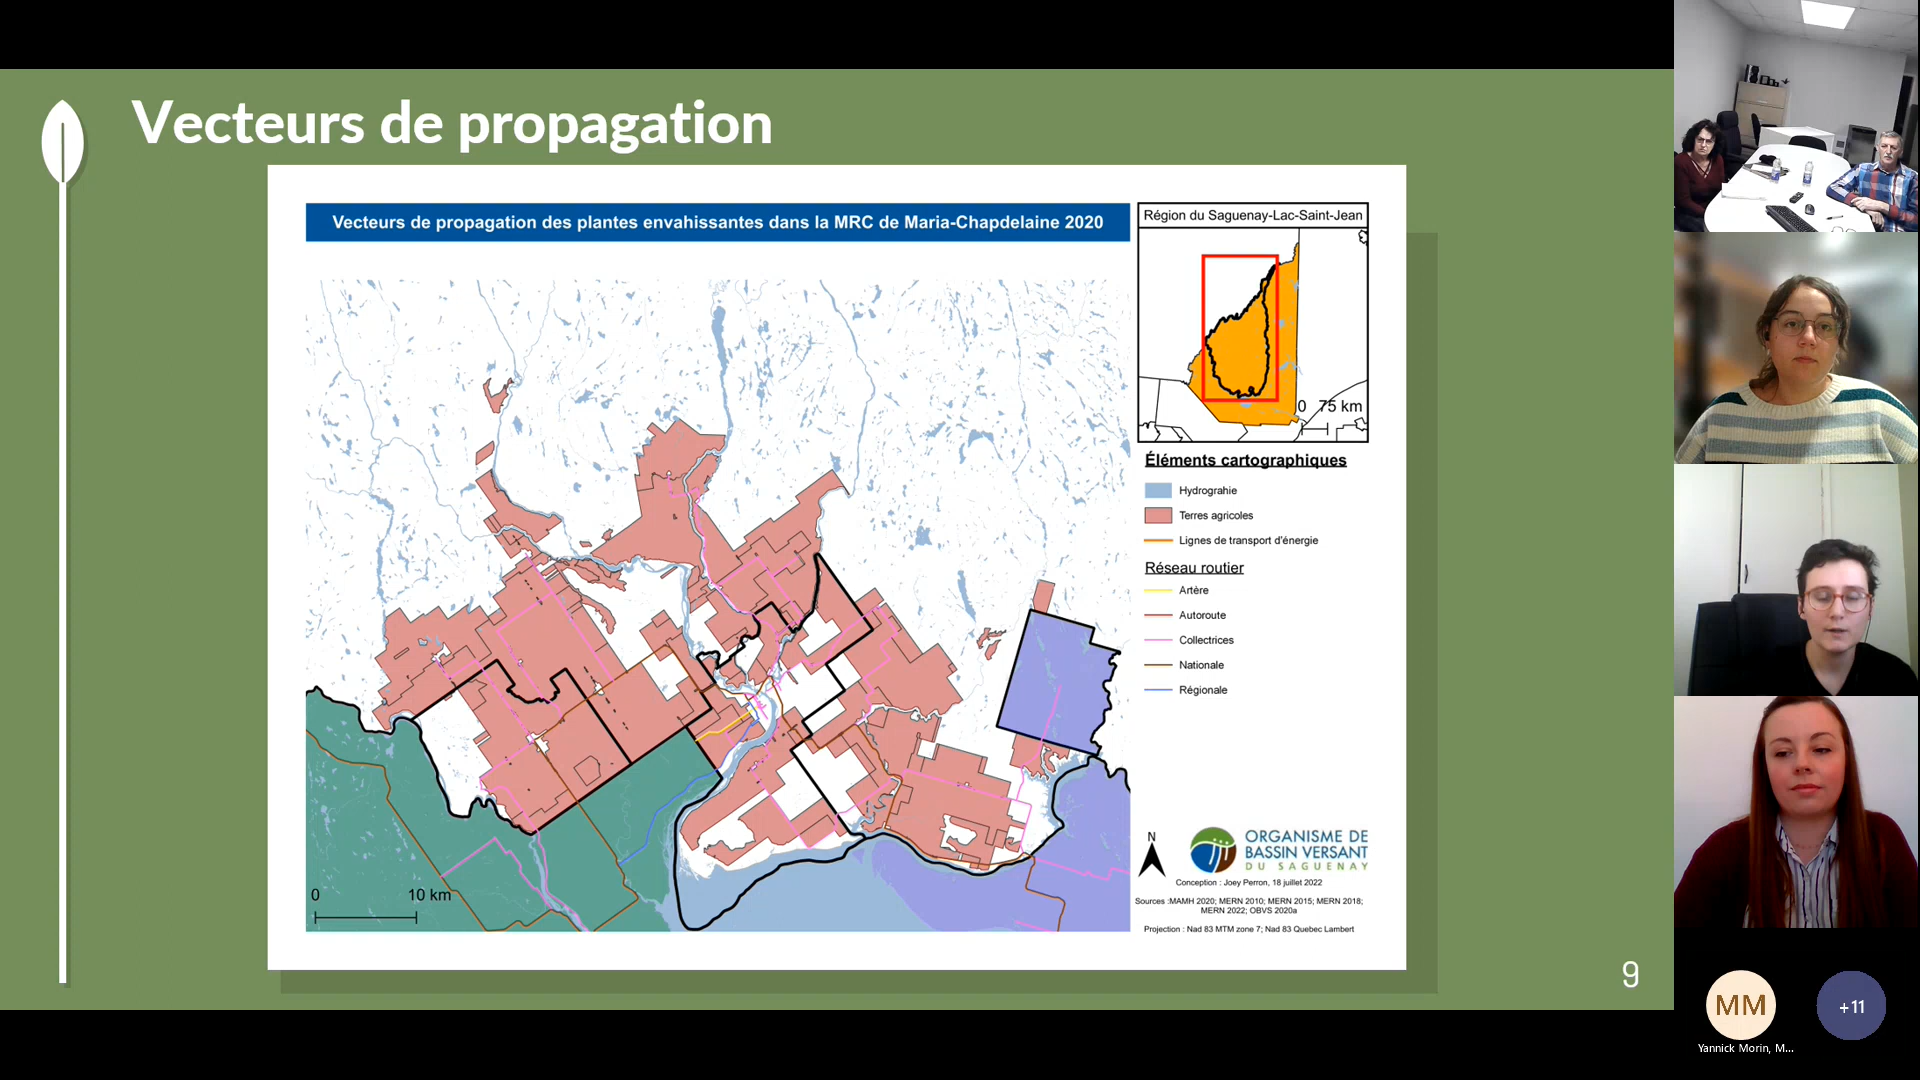 Vecteurs de propagation
Vecteurs de propagation des plantes envahissantes dans la MRC de Maria-Chapdelaine 2020
Région du Saguenay-Lac-Saint-Jean
0 75 km
Éléments cartographiques
Hydrograhie
Terres agricoles
Lignes de transport d'énergie
Réseau routier
Artère
Autoroute
Collectrices
Nationale
Régionale
0 10 km
N
ORGANISME DE
BASSIN VERSANT
DU SAGUENAY
Conception : Joey Perron, 18 juillet 2022
Sources :MAMH 2020; MERN 2010; MERN 2015; MERN 2018;
MERN 2022; OBVS 2020a
Projection : Nad 83 MTM zone 7; Nad 83 Quebec Lambert
9
MM
+11
Yannick Morin, M...